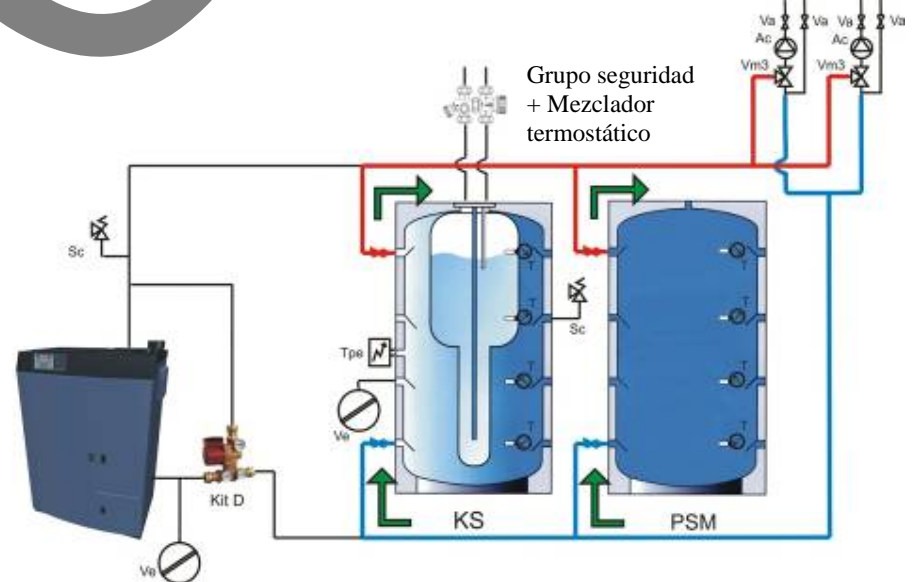 Va
Va
Va
Va
Ac
Ac
Vm3
Vm3
Grupo seguridad
+ Mezclador
termostático
Sc
T
T
T
T
T
T
T
T
Sc
Tpe
Ve
Kit D
KS
PSM
Ve